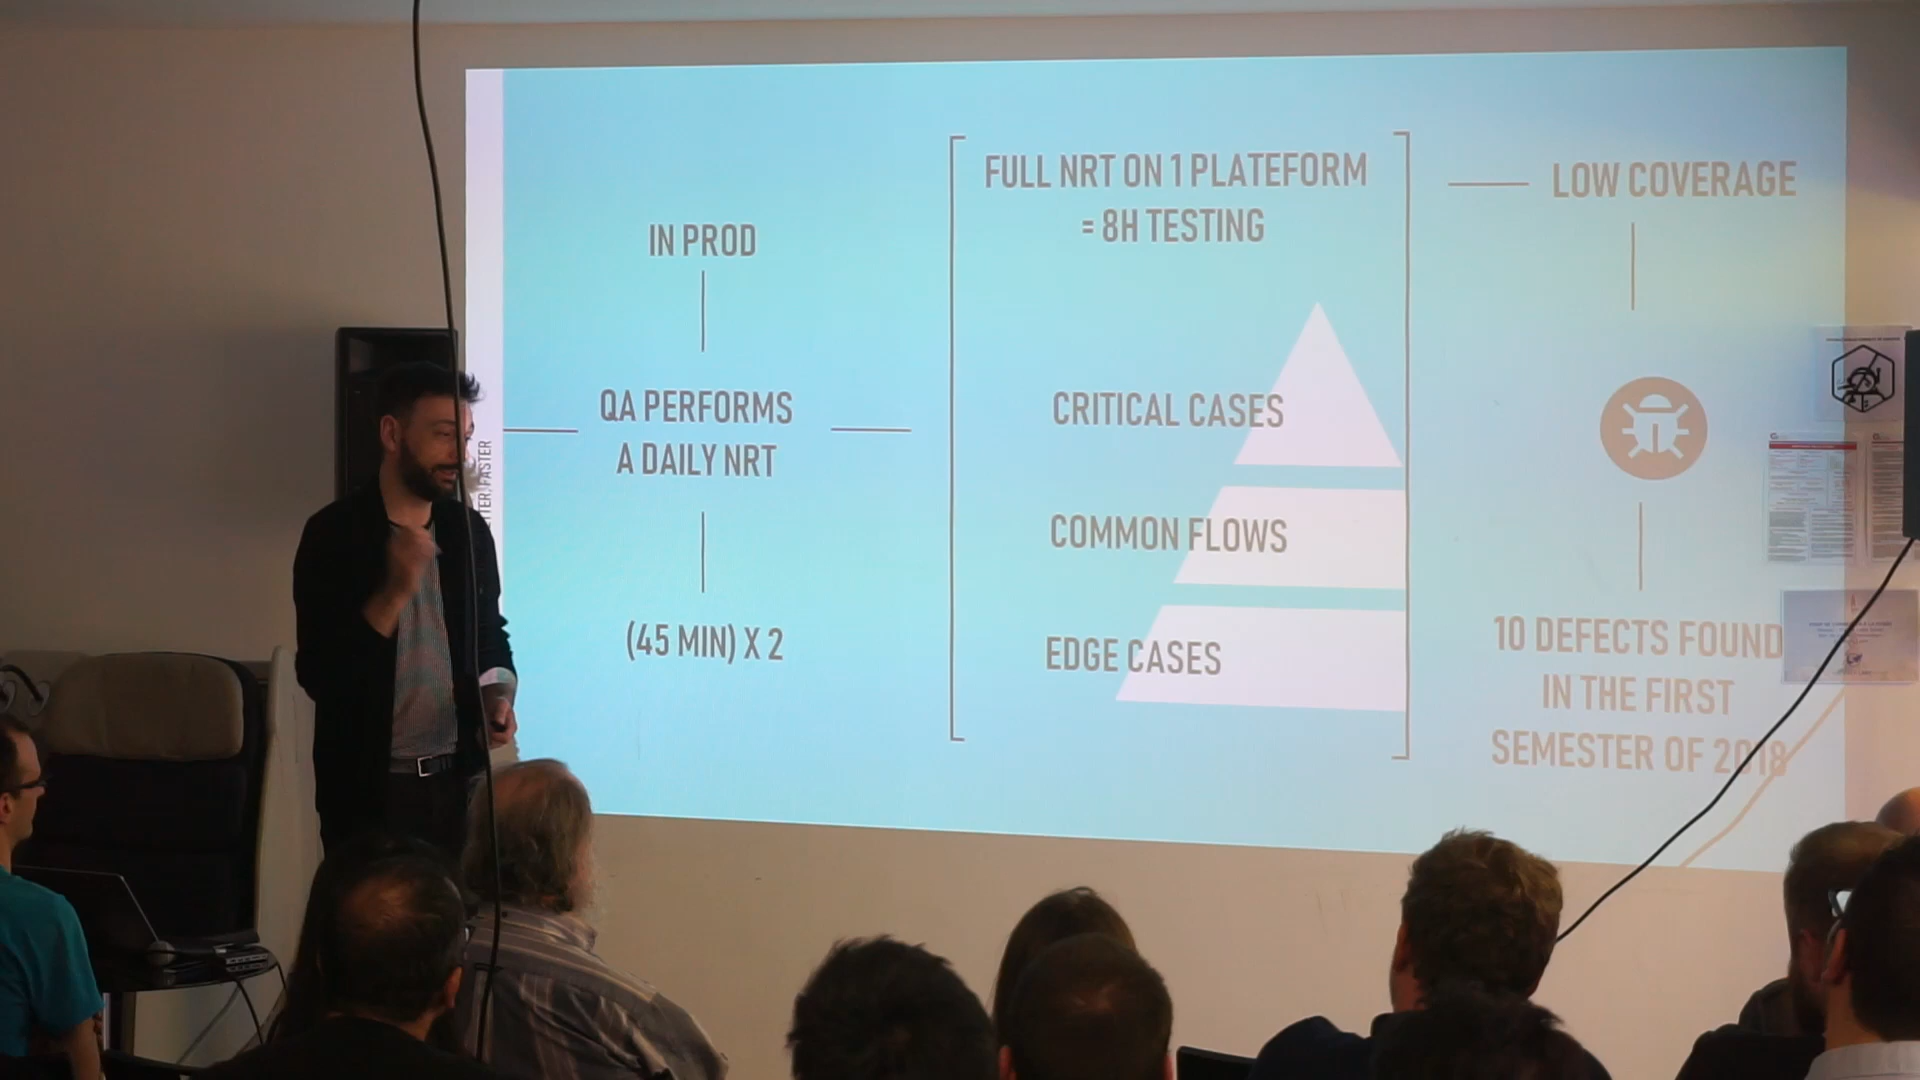 IN PROD
QA PERFORMS
A DAILY NRT
(45 MIN) X 2
FULL NRT ON 1 PLATEFORM
= 8H TESTING
CRITICAL CASES
COMMON FLOWS
EDGE CASES
LOW COVERAGE
10 DEFECTS FOUND
IN THE FIRST
SEMESTER OF 2018
FASTER